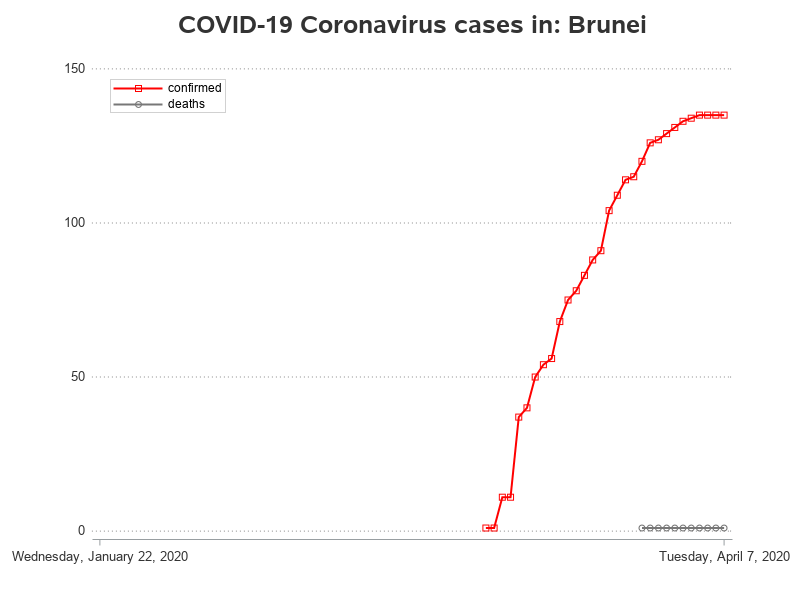 COVID-19 Coronavirus cases in: Brunei
150
confirmed
deaths
100
50
0
Wednesday, January 22, 2020
Tuesday, April 7, 2020